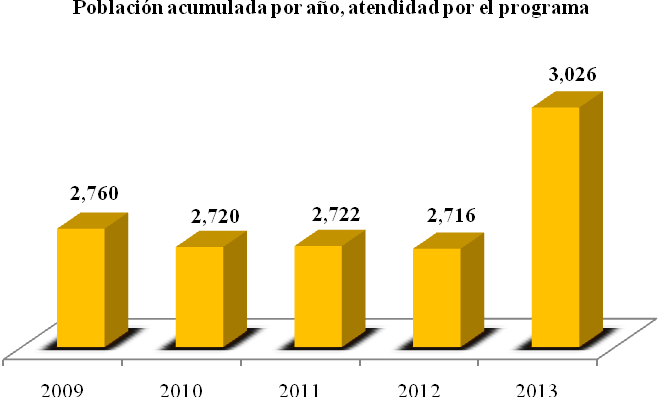 Población acumulada por año, atendidad por el programa
3,026
2,760
2,720
2,722
2,716
2009 2010 2011 2012 2013